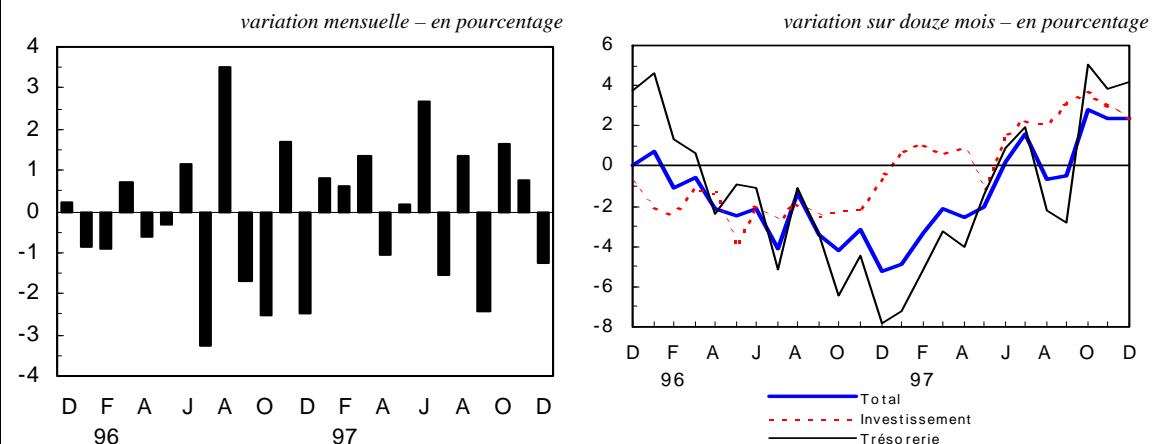 variation mensuelle – en pourcentage
4
3
2
1
0
-1
-2
-3
-4
D F A J A O D F A J A O D
96 97
variation sur douze mois – en pourcentage
6
4
2
0
-2
-4
-6
-8
D F A J A O D F A J A O D
96 97
Total
Investissement
Trésorerie